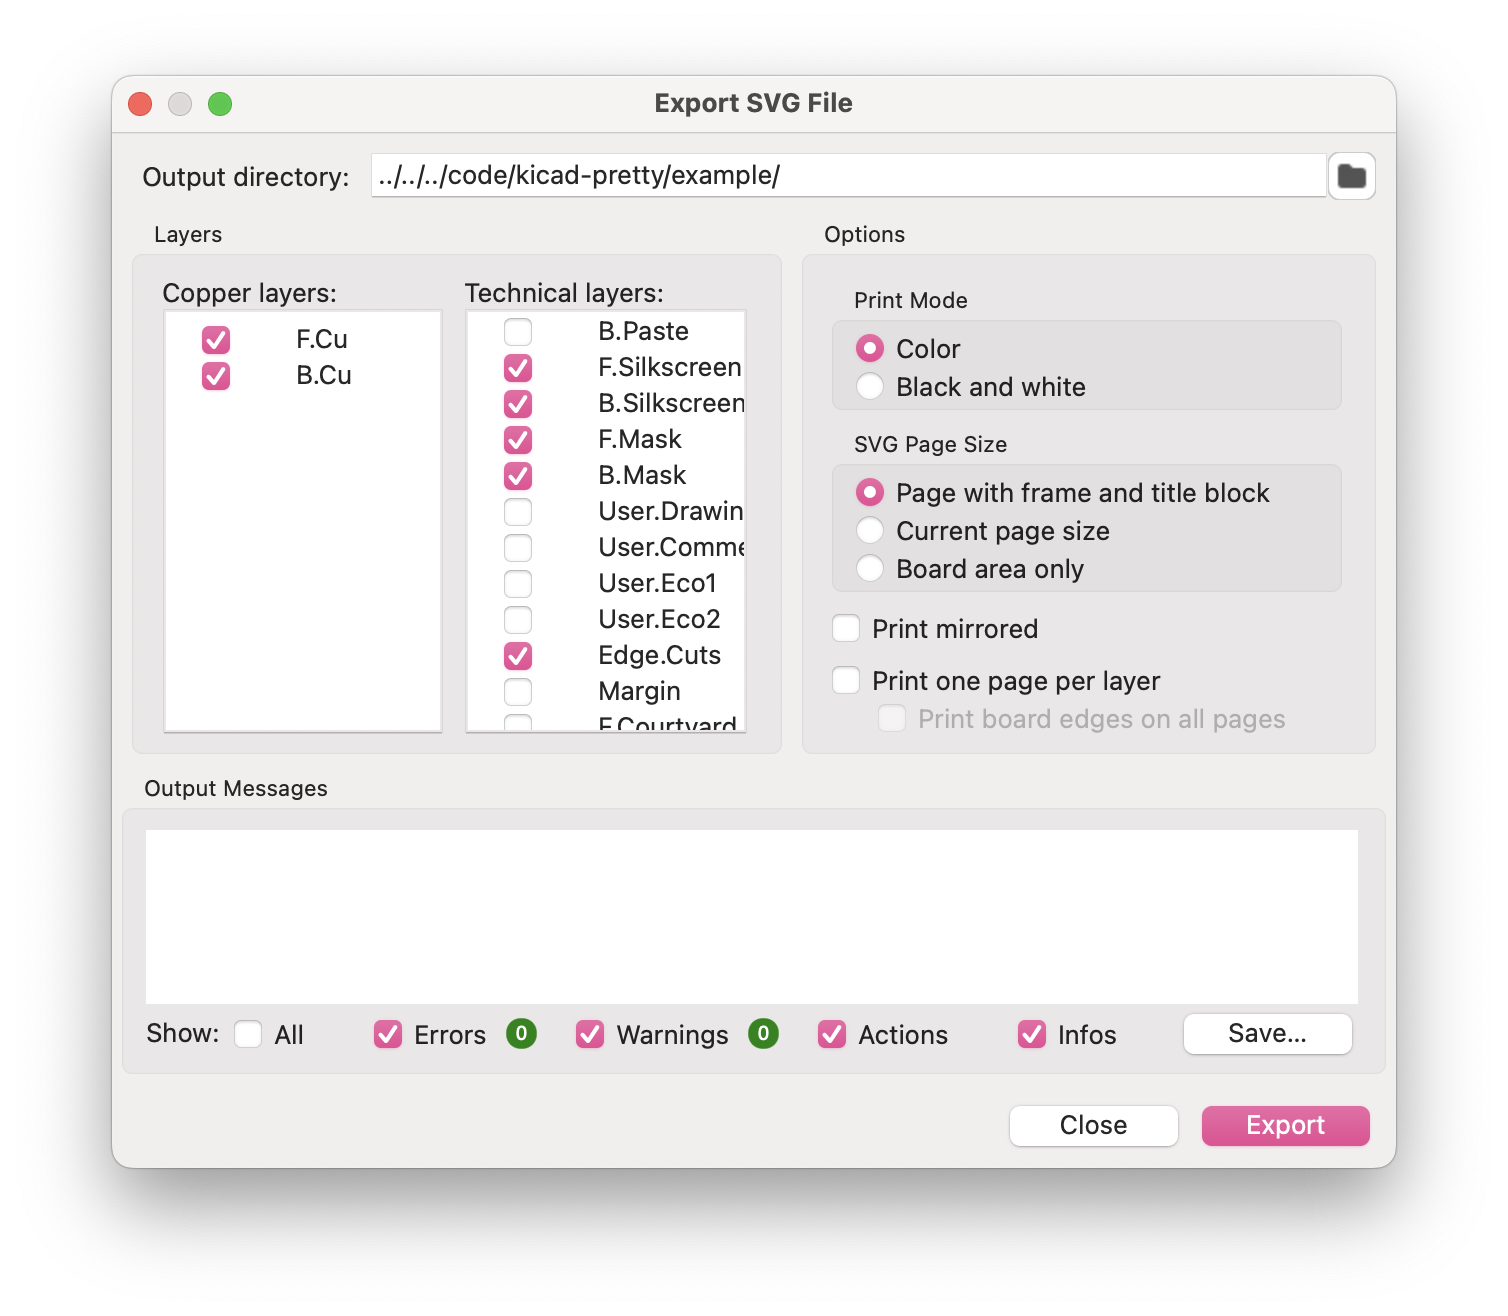 Export SVG File
Output directory: ../../../code/kicad-pretty/example/
Layers
Copper layers:
F.Cu
B.Cu
Technical layers:
B.Paste
F.Silkscreen
B.Silkscreen
F.Mask
B.Mask
User.Drawin
User.Comme
User.Eco1
User.Eco2
Edge.Cuts
Margin
F.Courtyard
Options
Print Mode
Color
Black and white
SVG Page Size
Page with frame and title block
Current page size
Board area only
Print mirrored
Print one page per layer
Print board edges on all pages
Output Messages
Show: All Errors 0 Warnings 0 Actions Infos Save...
Close Export